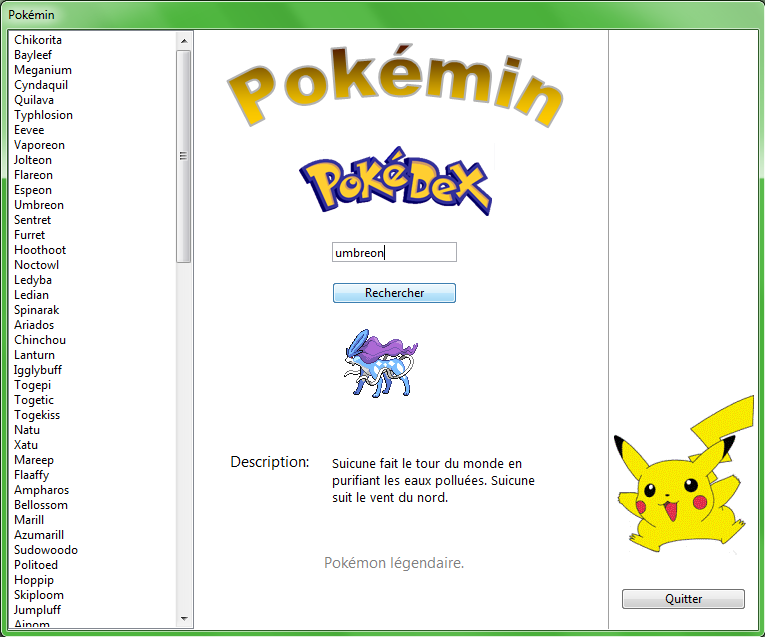 Pokémin
Chikorita
Bayleef
Meganium
Cyndaquil
Quilava
Typhlosion
Eevee
Vaporeon
Jolteon
Flareon
Espeon
Umbreon
Sentret
Furret
Hoothoot
Noctowl
Ledyba
Ledian
Spinarak
Ariados
Chinchou
Lanturn
Igglybuff
Togepi
Togetic
Togekiss
Natu
Xatu
Mareep
Flaaffy
Ampharos
Bellossom
Marill
Azumarill
Sudowoodo
Politoed
Hoppip
Skiploom
Jumpluff
Aipom
Pokémin
POKéDEX
umbreon
Rechercher
Description:
Suicune fait le tour du monde en
purifiant les eaux polluées. Suicune
suit le vent du nord.
Pokémon légendaire.
Quitter